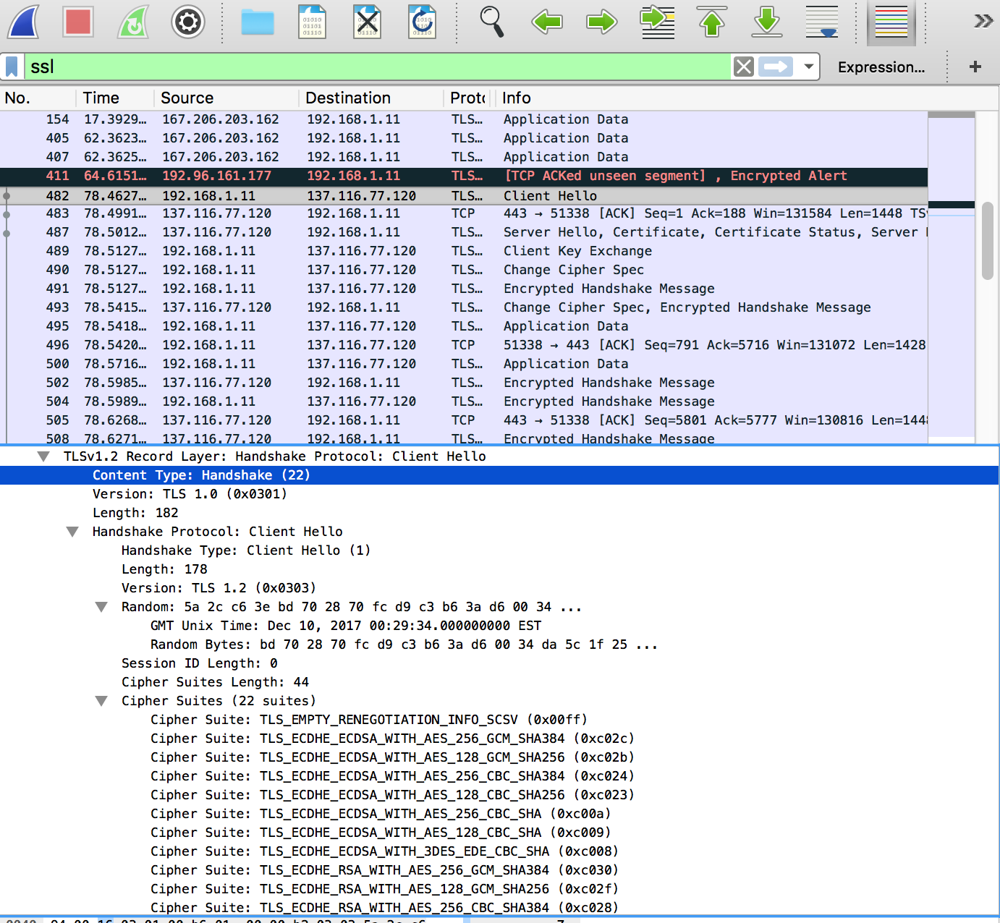 ssl
Expression...
+
No. Time Source Destination Proto Info
154 17.3929... 167.206.203.162 192.168.1.11 TLS... Application Data
405 62.3623... 167.206.203.162 192.168.1.11 TLS... Application Data
407 62.3625... 167.206.203.162 192.168.1.11 TLS... Application Data
411 64.6151... 192.96.161.177 192.168.1.11 TLS... [TCP ACKed unseen segment] , Encrypted Alert
482 78.4627... 192.168.1.11 137.116.77.120 TLS... Client Hello
483 78.4991... 137.116.77.120 192.168.1.11 TCP 443 → 51338 [ACK] Seq=1 Ack=188 Win=131584 Len=1448 TS
487 78.5012... 137.116.77.120 192.168.1.11 TLS... Server Hello, Certificate, Certificate Status, Server
489 78.5127... 192.168.1.11 137.116.77.120 TLS... Client Key Exchange
490 78.5127... 192.168.1.11 137.116.77.120 TLS... Change Cipher Spec
491 78.5127... 192.168.1.11 137.116.77.120 TLS... Encrypted Handshake Message
493 78.5415... 137.116.77.120 192.168.1.11 TLS... Change Cipher Spec, Encrypted Handshake Message
495 78.5418... 192.168.1.11 137.116.77.120 TLS... Application Data
496 78.5420... 192.168.1.11 137.116.77.120 TCP 51338 → 443 [ACK] Seq=791 Ack=5716 Win=131072 Len=1428
500 78.5716... 192.168.1.11 137.116.77.120 TLS... Application Data
502 78.5985... 137.116.77.120 192.168.1.11 TLS... Encrypted Handshake Message
504 78.5989... 192.168.1.11 137.116.77.120 TLS... Encrypted Handshake Message
505 78.6268... 137.116.77.120 192.168.1.11 TCP 443 → 51338 [ACK] Seq=5801 Ack=5777 Win=130816 Len=1448
508 78.6271... 137.116.77.120 192.168.1.11 TLS... Encrypted Handshake Message
TLSv1.2 Record Layer: Handshake Protocol: Client Hello
Content Type: Handshake (22)
Version: TLS 1.0 (0x0301)
Length: 182
Handshake Protocol: Client Hello
Handshake Type: Client Hello (1)
Length: 178
Version: TLS 1.2 (0x0303)
Random: 5a 2c c6 3e bd 70 28 70 fc d9 c3 b6 3a d6 00 34 ...
GMT Unix Time: Dec 10, 2017 00:29:34.000000000 EST
Random Bytes: bd 70 28 70 fc d9 c3 b6 3a d6 00 34 da 5c 1f 25 ...
Session ID Length: 0
Cipher Suites Length: 44
Cipher Suites (22 suites)
Cipher Suite: TLS_EMPTY_RENEGOTIATION_INFO_SCSV (0x00ff)
Cipher Suite: TLS_ECDHE_ECDSA_WITH_AES_256_GCM_SHA384 (0xc02c)
Cipher Suite: TLS_ECDHE_ECDSA_WITH_AES_128_GCM_SHA256 (0xc02b)
Cipher Suite: TLS_ECDHE_ECDSA_WITH_AES_256_CBC_SHA384 (0xc024)
Cipher Suite: TLS_ECDHE_ECDSA_WITH_AES_128_CBC_SHA256 (0xc023)
Cipher Suite: TLS_ECDHE_ECDSA_WITH_AES_256_CBC_SHA (0xc00a)
Cipher Suite: TLS_ECDHE_ECDSA_WITH_AES_128_CBC_SHA (0xc009)
Cipher Suite: TLS_ECDHE_ECDSA_WITH_3DES_EDE_CBC_SHA (0xc008)
Cipher Suite: TLS_ECDHE_RSA_WITH_AES_256_GCM_SHA384 (0xc030)
Cipher Suite: TLS_ECDHE_RSA_WITH_AES_128_GCM_SHA256 (0xc02f)
Cipher Suite: TLS_ECDHE_RSA_WITH_AES_256_CBC_SHA384 (0xc028)